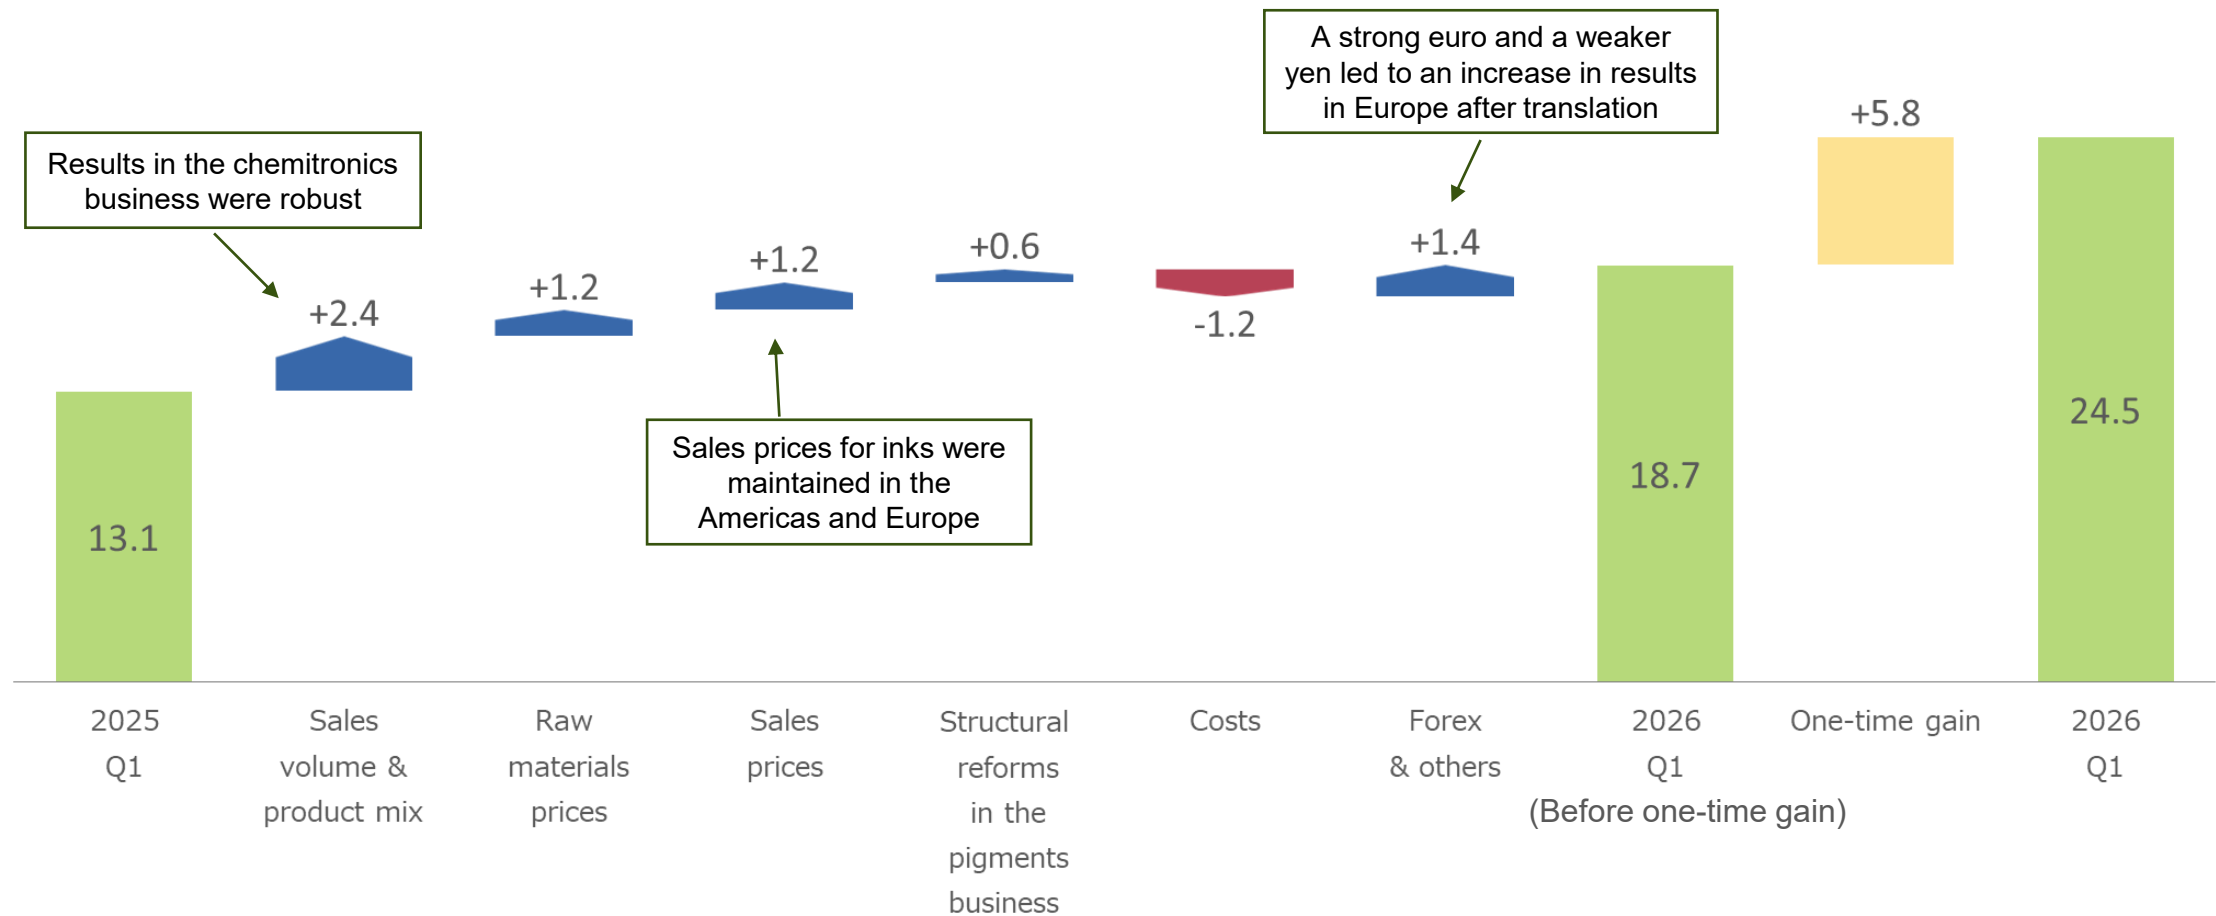 A strong euro and a weaker
yen led to an increase in results
in Europe after translation
Results in the chemitronics
business were robust
+2.4
+1.2
+1.2
+0.6
-1.2
+1.4
+5.8
Sales prices for inks were
maintained in the
Americas and Europe
13.1
18.7
24.5
2025
Q1
Sales
volume &
product mix
Raw
materials
prices
Sales
prices
Structural
reforms
in the
pigments
business
Costs
Forex
& others
2026
Q1
(Before one-time gain)
One-time gain
2026
Q1